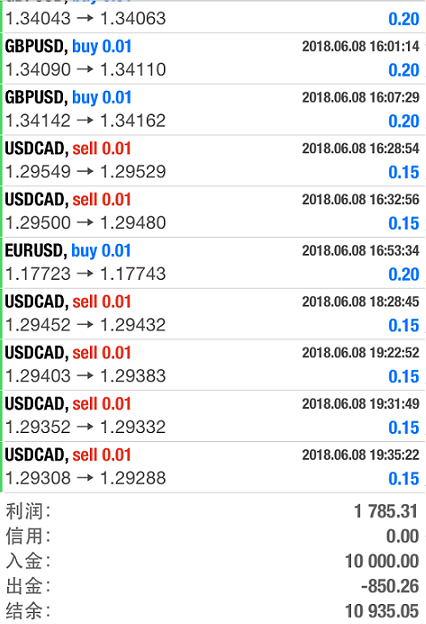 1.34043 → 1.34063 0.20
GBPUSD, buy 0.01 2018.06.08 16:01:14
1.34090 → 1.34110 0.20
GBPUSD, buy 0.01 2018.06.08 16:07:29
1.34142 → 1.34162 0.20
USDCAD, sell 0.01 2018.06.08 16:28:54
1.29549 → 1.29529 0.15
USDCAD, sell 0.01 2018.06.08 16:32:56
1.29500 → 1.29480 0.15
EURUSD, buy 0.01 2018.06.08 16:53:34
1.17723 → 1.17743 0.20
USDCAD, sell 0.01 2018.06.08 18:28:45
1.29452 → 1.29432 0.15
USDCAD, sell 0.01 2018.06.08 19:22:52
1.29403 → 1.29383 0.15
USDCAD, sell 0.01 2018.06.08 19:31:49
1.29352 → 1.29332 0.15
USDCAD, sell 0.01 2018.06.08 19:35:22
1.29308 → 1.29288 0.15
利润: 1 785.31
信用: 0.00
入金: 10 000.00
出金: -850.26
结余: 10 935.05